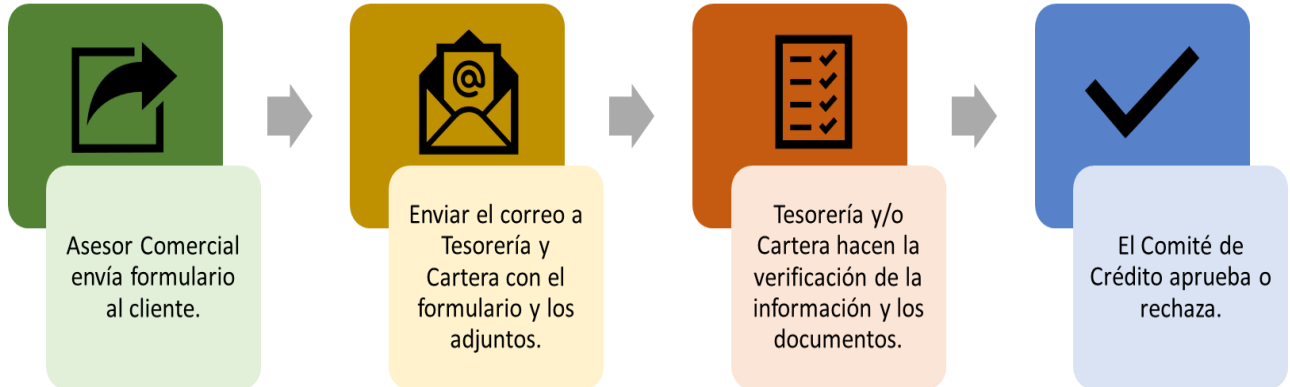 Asesor Comercial
envía formulario
al cliente.
Enviar el correo a
Tesorería y
Cartera con el
formulario y los
adjuntos.
Tesorería y/o
Cartera hacen la
verificación de la
información y los
documentos.
El Comité de
Crédito aprueba o
rechaza.